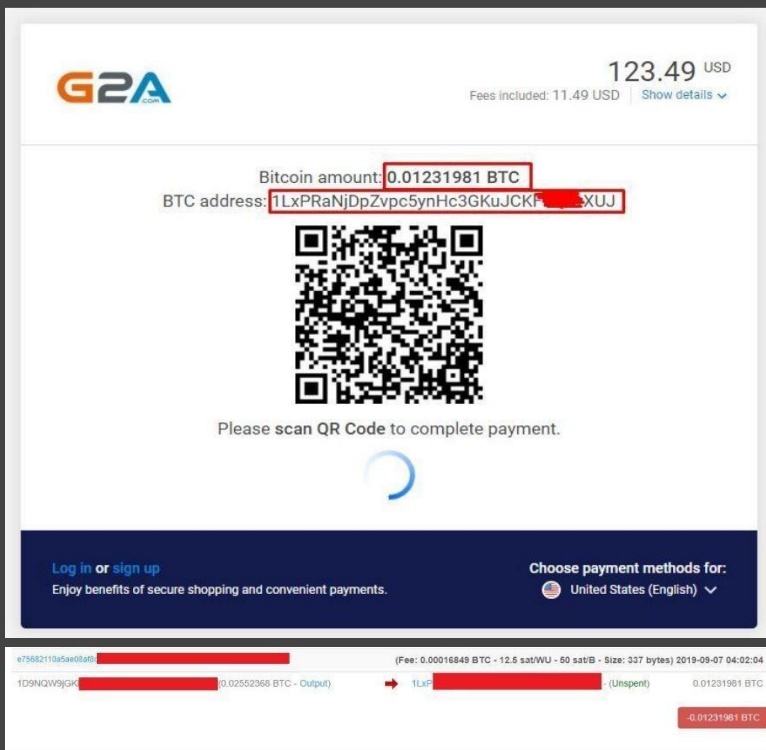 G2A
.COM
123.49 USD
Fees included: 11.49 USD Show details
Bitcoin amount: 0.01231981 BTC
BTC address: 1LxPRaNjDpZvpc5ynHc3GKuJCKF XUJ
Please scan QR Code to complete payment.
Log in or sign up
Enjoy benefits of secure shopping and convenient payments.
Choose payment methods for:
United States (English)
(Fee: 0.00016849 BTC - 12.5 sat/WU - 50 sat/B - Size: 337 bytes) 2019-09-07 04:02:04
1D9NQW9jGK (0.02552368 BTC - Output) 1LxP - (Unspent) 0.01231981 BTC
-0.01231981 BTC